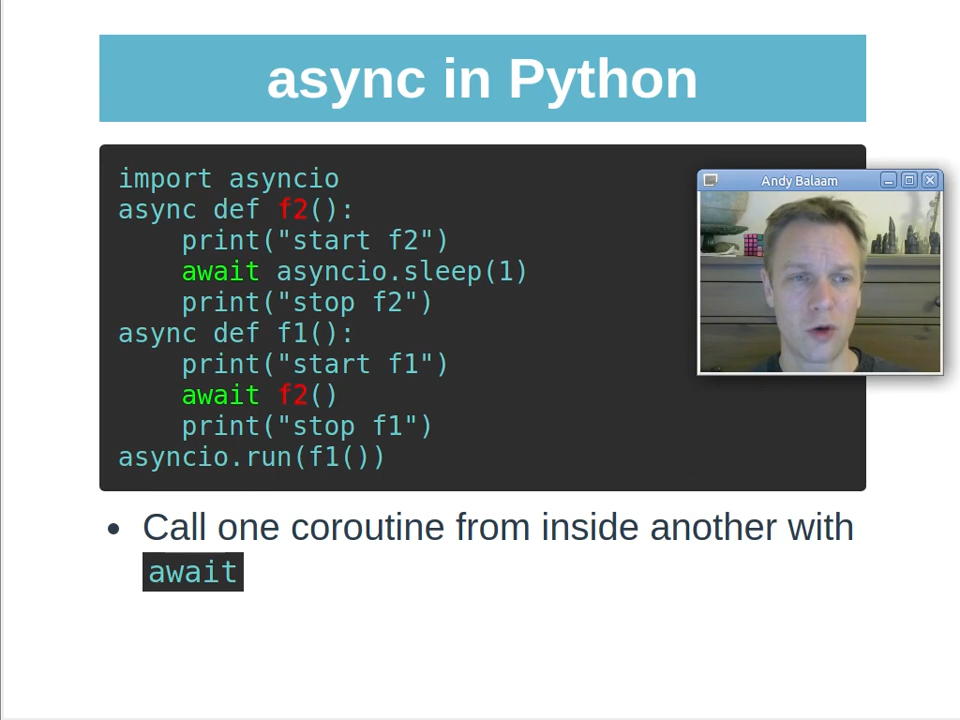 async in Python
import asyncio
async def f2():
    print("start f2")
    await asyncio.sleep(1)
    print("stop f2")
async def f1():
    print("start f1")
    await f2()
    print("stop f1")
asyncio.run(f1())
Andy Balaam
• Call one coroutine from inside another with
await